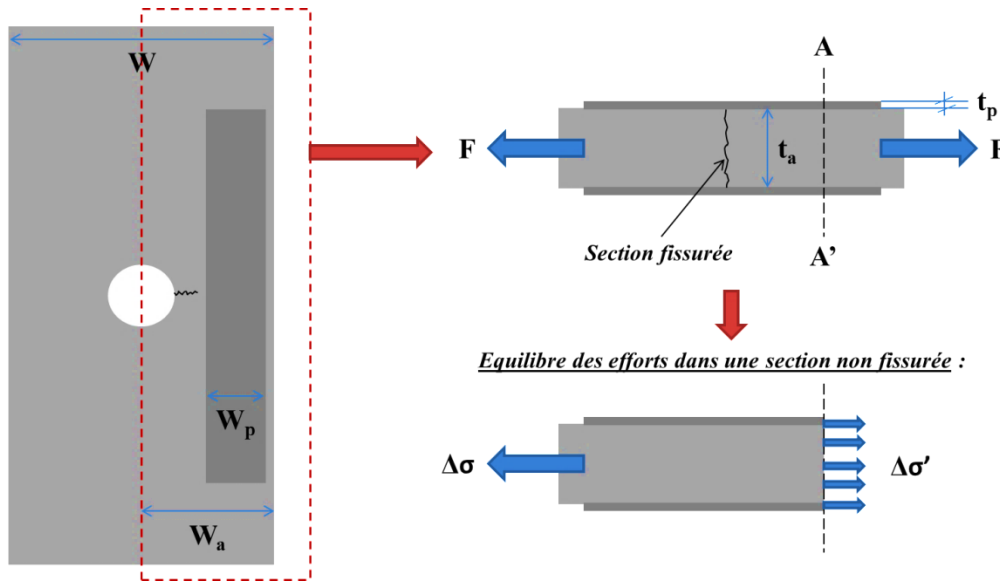 W
W_p
W_a
A
t_p
F
t_a
F
Section fissurée
A'
Equilibre des efforts dans une section non fissurée :
Δσ
Δσ'